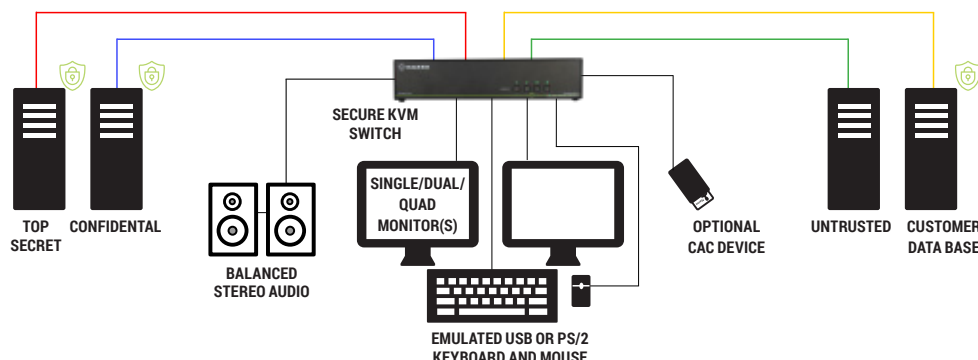 SECURE KVM
SWITCH
TOP
SECRET
CONFIDENTAL
SINGLE/DUAL/
QUAD
MONITOR(S)
BALANCED
STEREO AUDIO
OPTIONAL
CAC DEVICE
UNTRUSTED
CUSTOMER
DATA BASE
EMULATED USB OR PS/2
KEYBOARD AND MOUSE